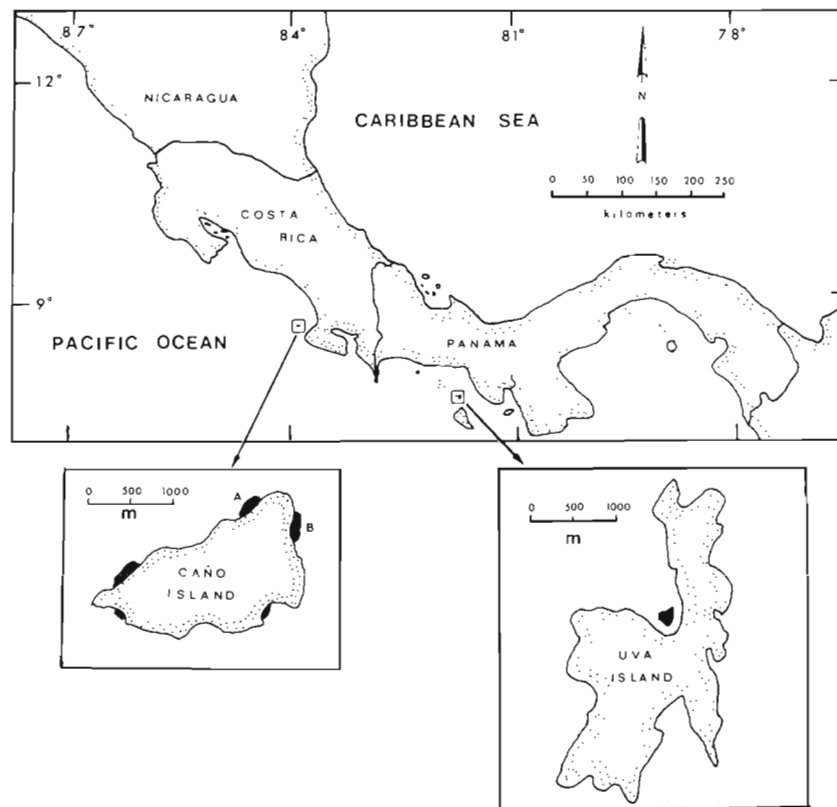 87° 84° 81° 78°
12°
NICARAGUA
CARIBBEAN SEA
N
0 50 100 150 200 250
kilometers
COSTA
RICA
9°
PACIFIC OCEAN
PANAMA
0 500 1000
m
A
B
CAÑO
ISLAND
0 500 1000
m
UVA
ISLAND